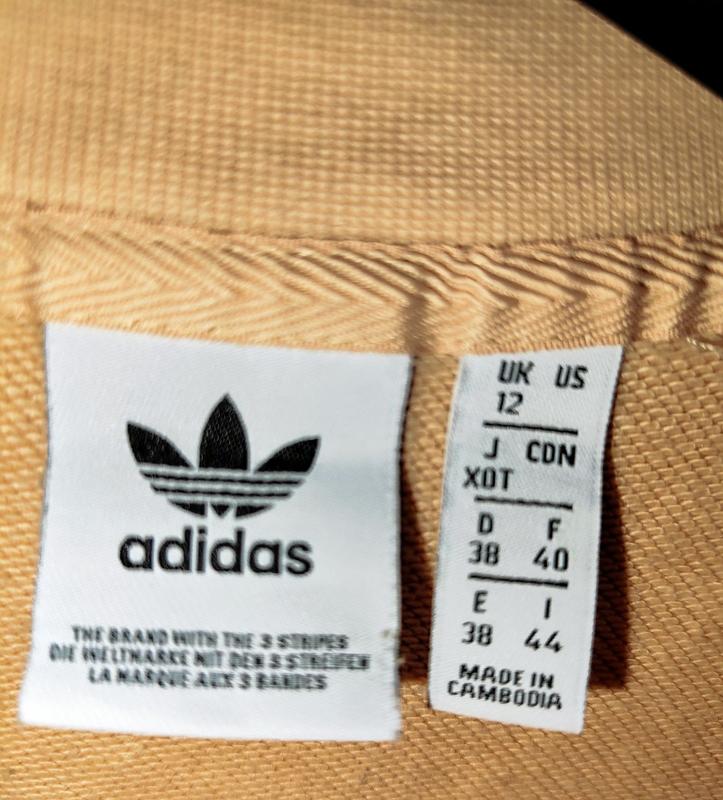 adidas
THE BRAND WITH THE 3 STRIPES
DIE WELTMARKE MIT DEN 3 STREIFEN
LA MARQUE AUX 3 BANDES
UK US
12
J CDN
XOT
D F
38 40
E I
38 44
MADE IN
CAMBODIA